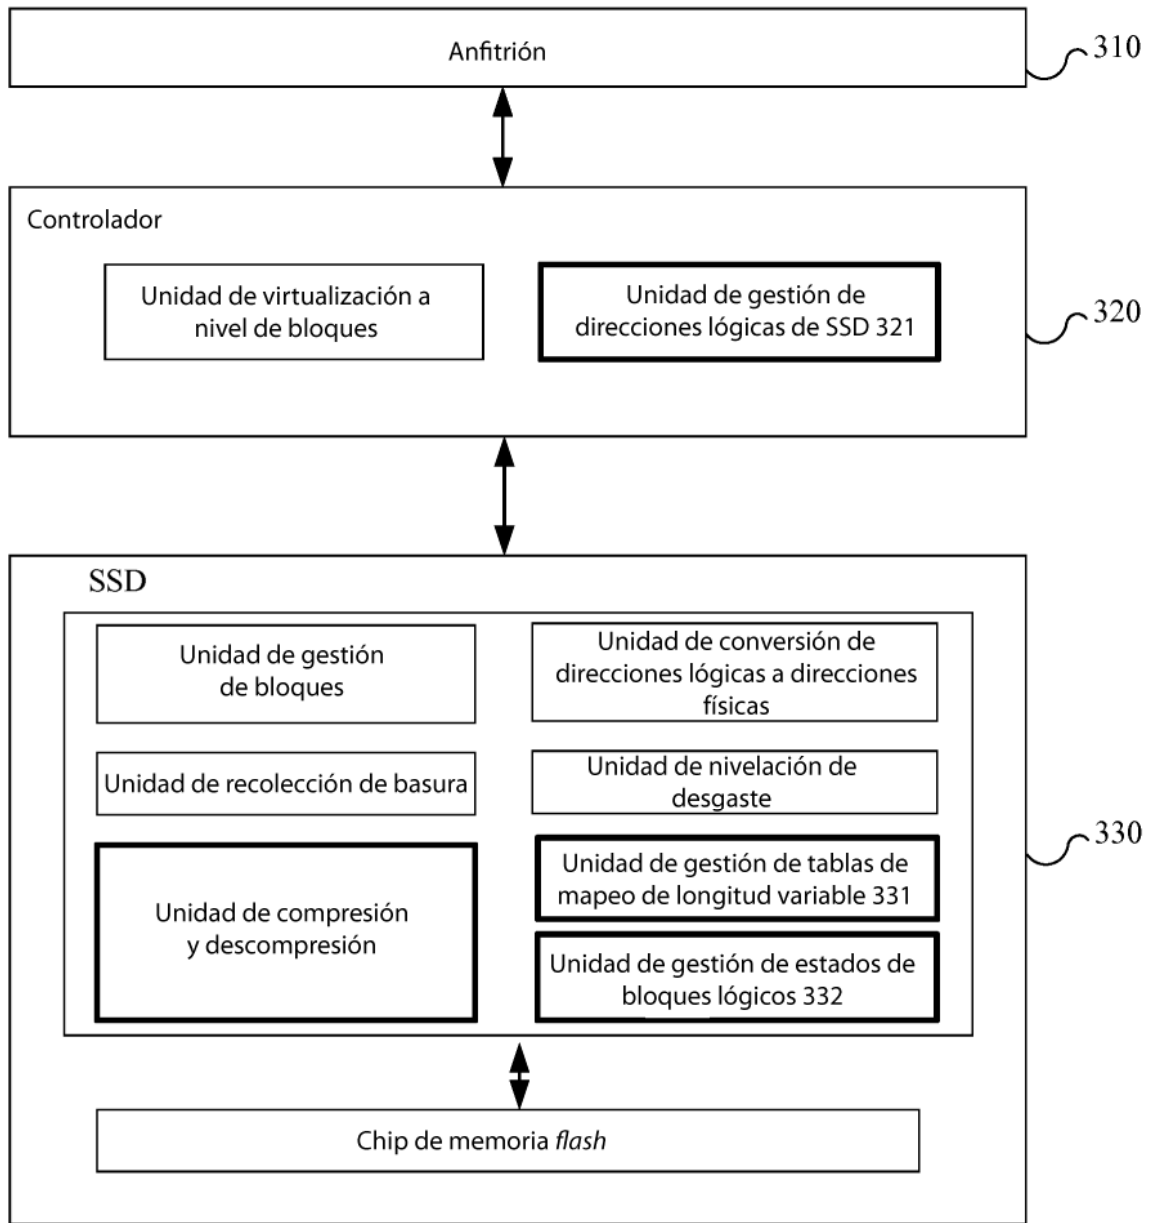 Anfitrión
310
Controlador
Unidad de virtualización a
nivel de bloques
Unidad de gestión de
direcciones lógicas de SSD 321
320
SSD
Unidad de gestión
de bloques
Unidad de conversión de
direcciones lógicas a direcciones
físicas
Unidad de recolección de basura
Unidad de nivelación de
desgaste
330
Unidad de compresión
y descompresión
Unidad de gestión de tablas de
mapeo de longitud variable 331
Unidad de gestión de estados de
bloques lógicos 332
Chip de memoria flash